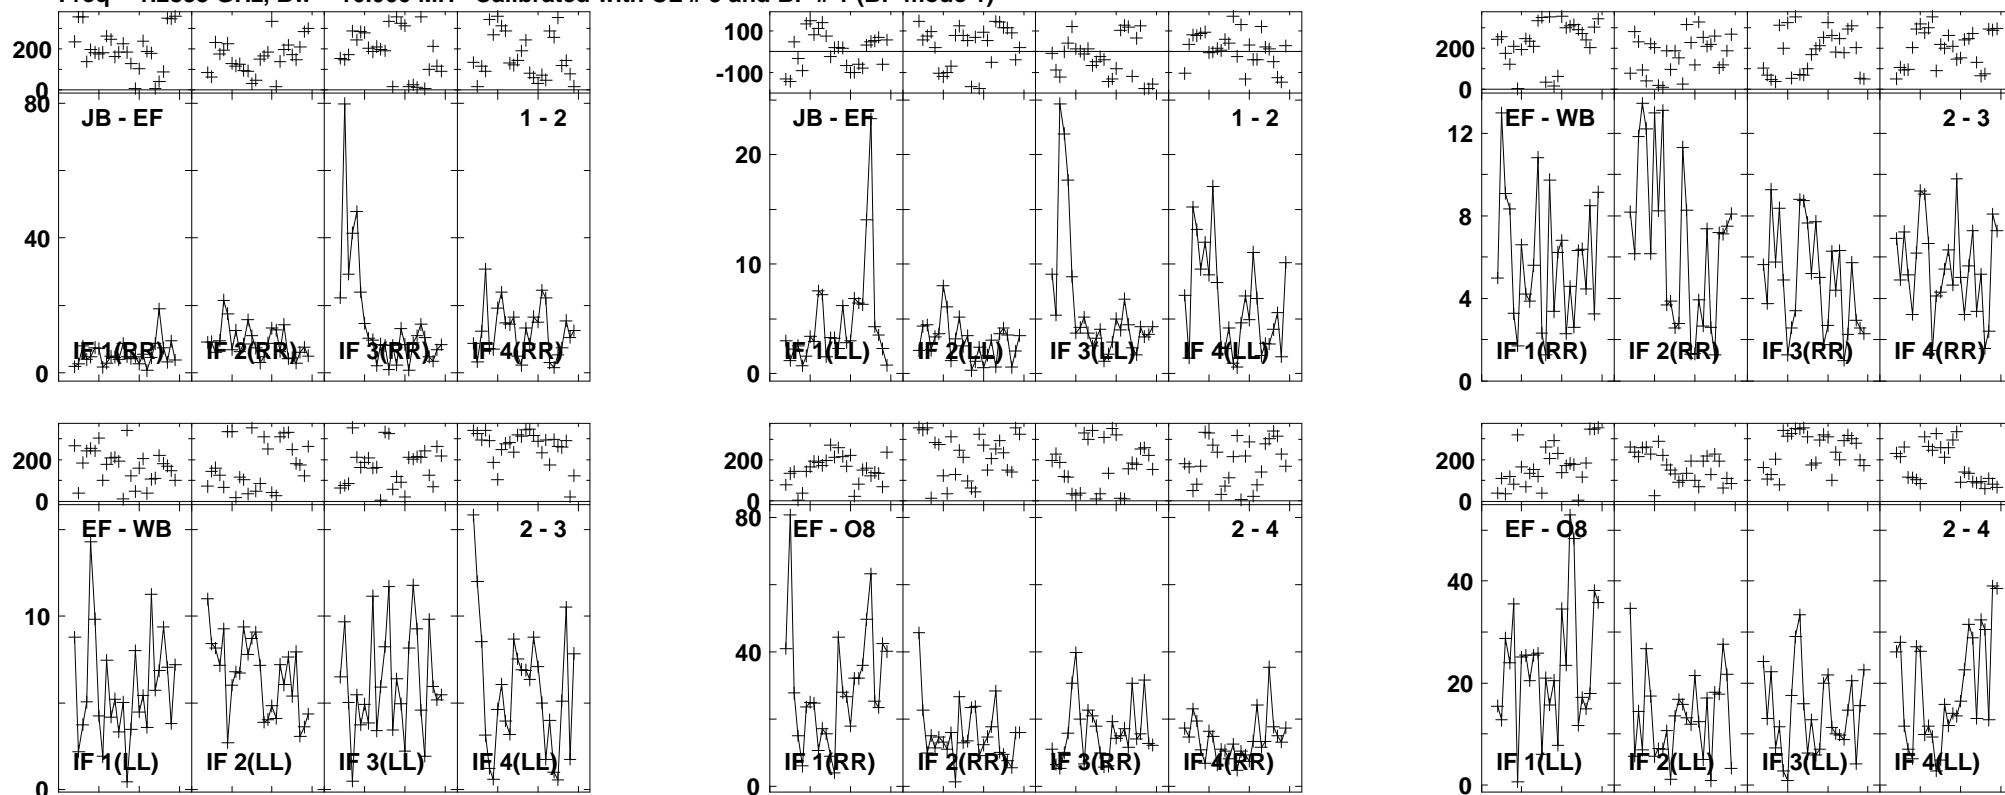 200
0
80
40
0
JB - EF
1 - 2
IF 1(RR)
IF 2(RR)
IF 3(RR)
IF 4(RR)
100
-100
20
10
0
JB - EF
1 - 2
IF 1(LL)
IF 2(LL)
IF 3(LL)
IF 4(LL)
200
0
12
8
4
0
EF - WB
2 - 3
IF 1(RR)
IF 2(RR)
IF 3(RR)
IF 4(RR)
200
0
10
0
EF - WB
2 - 3
IF 1(LL)
IF 2(LL)
IF 3(LL)
IF 4(LL)
200
0
80
40
0
EF - O8
2 - 4
IF 1(RR)
IF 2(RR)
IF 3(RR)
IF 4(RR)
200
0
40
20
0
EF - O8
2 - 4
IF 1(LL)
IF 2(LL)
IF 3(LL)
IF 4(LL)